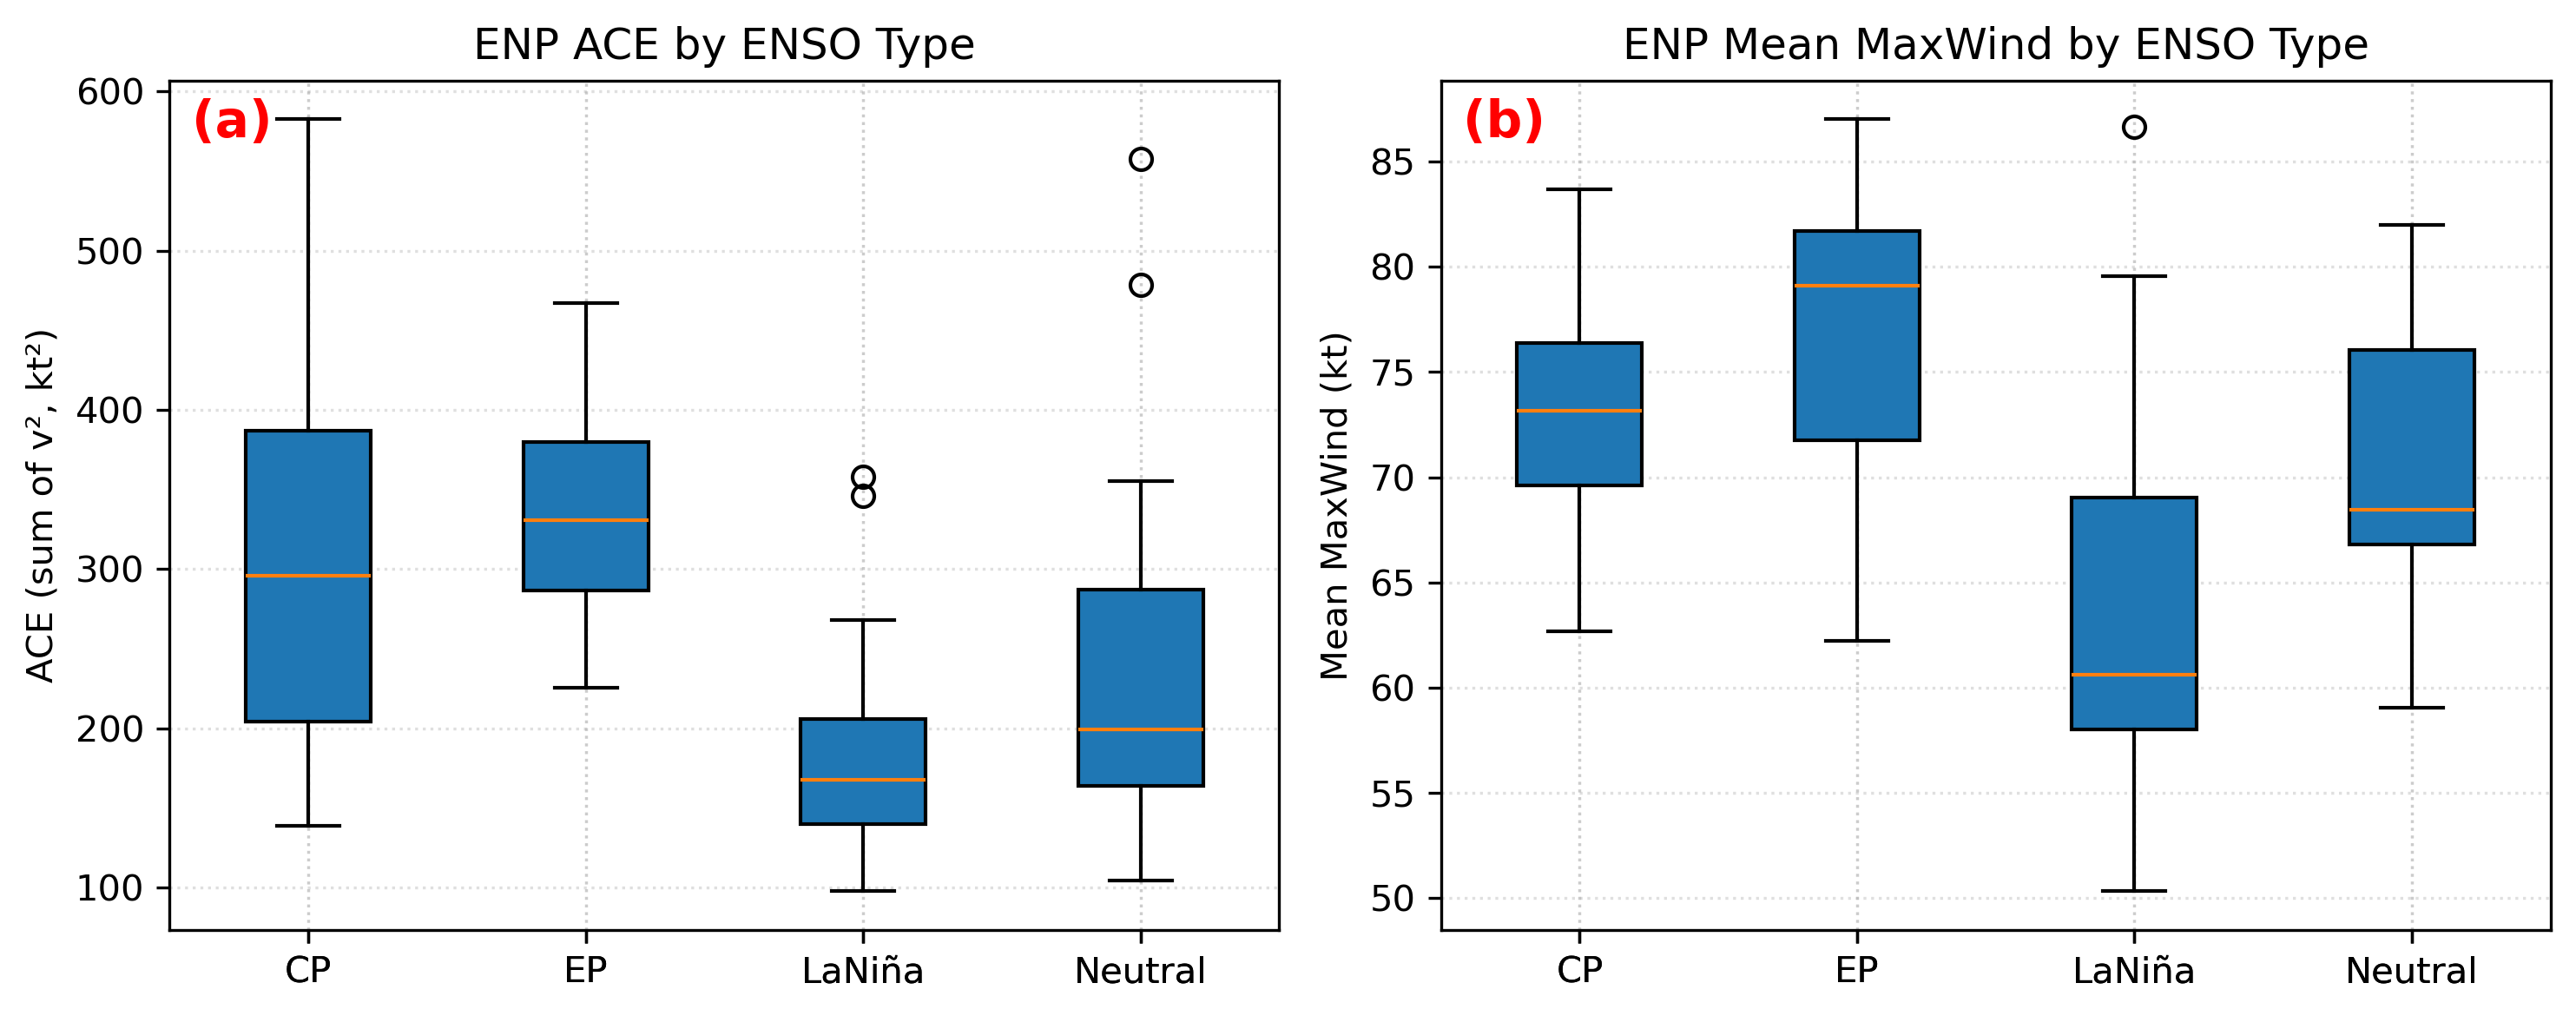 ENP ACE by ENSO Type
(a)
ACE (sum of v², kt²)
600
500
400
300
200
100
CP EP LaNiña Neutral
ENP Mean MaxWind by ENSO Type
(b)
Mean MaxWind (kt)
85
80
75
70
65
60
55
50
CP EP LaNiña Neutral